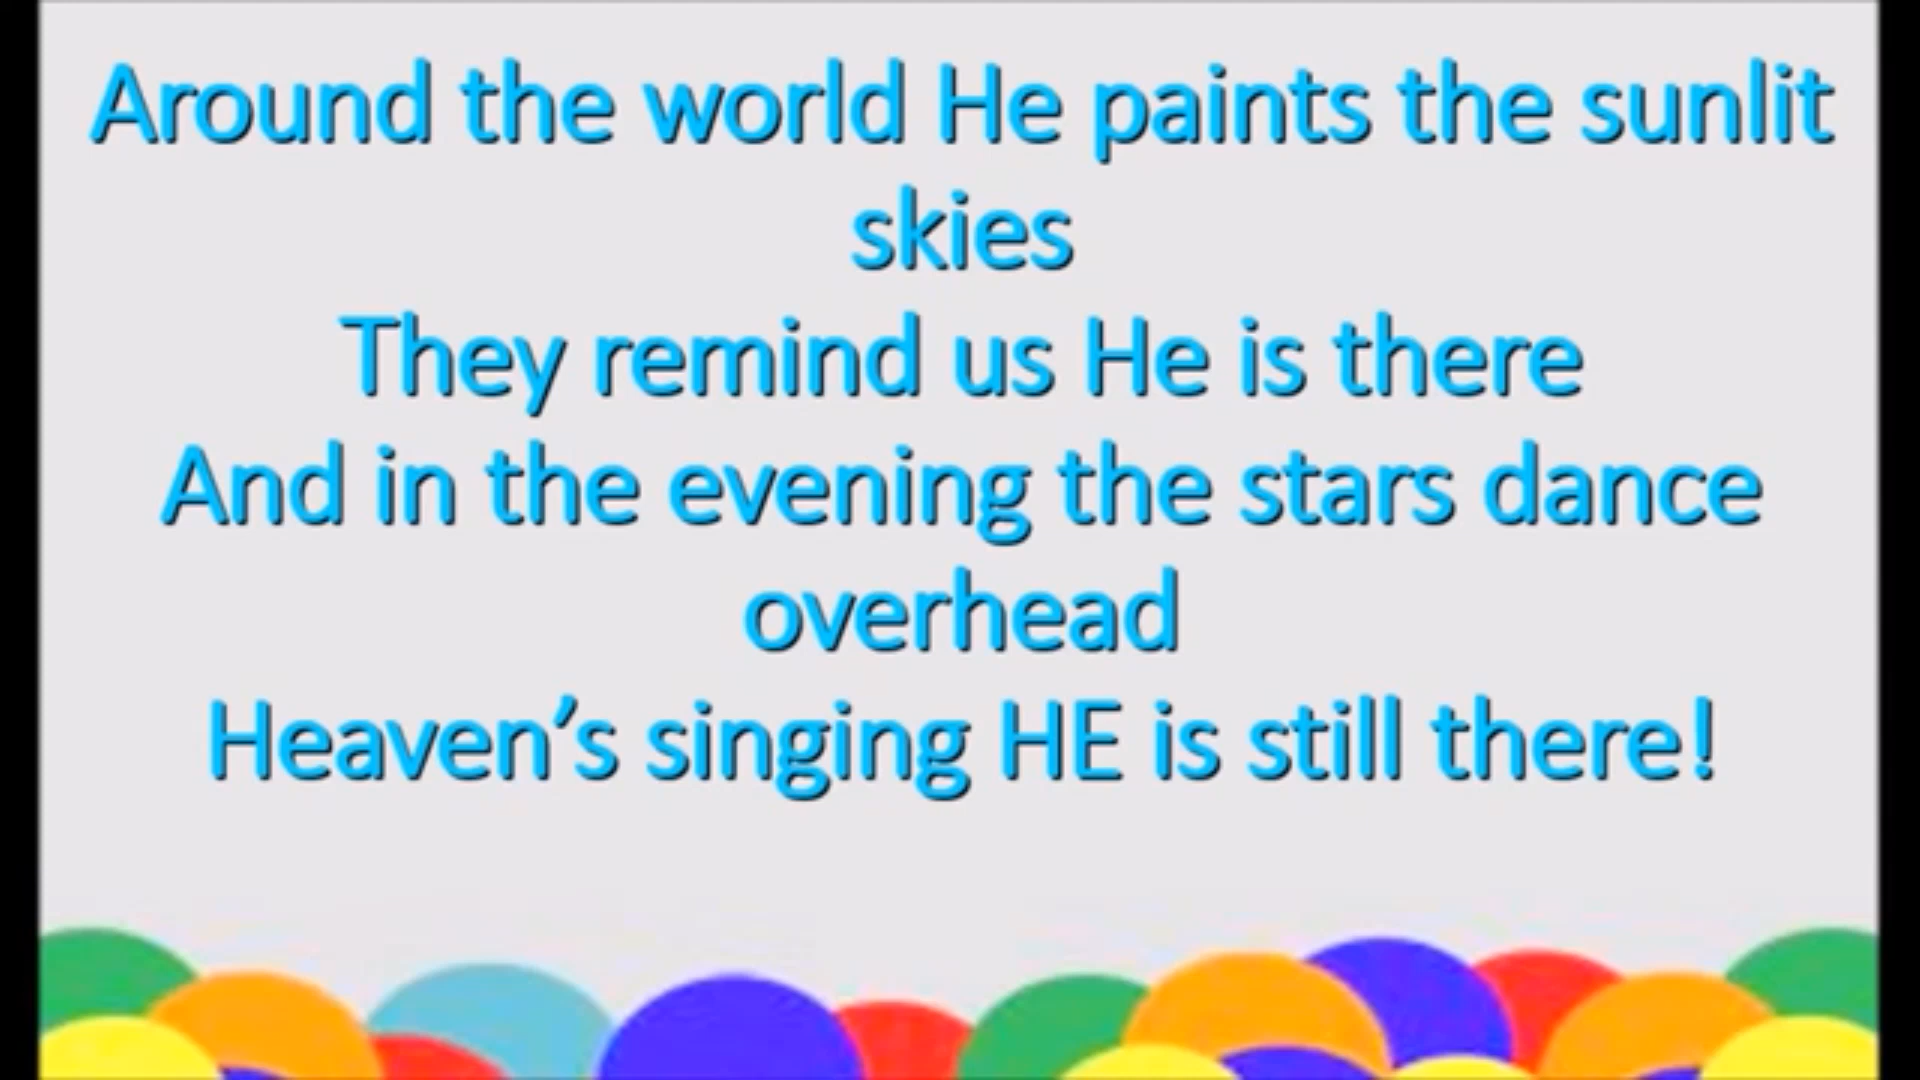 Around the world He paints the sunlit
skies
They remind us He is there
And in the evening the stars dance
overhead
Heaven’s singing HE is still there!